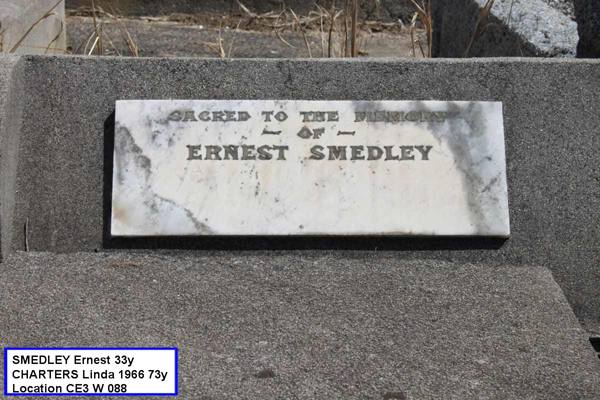 SACRED TO THE MEMORY
— OF —
ERNEST SMEDLEY
SMEDLEY Ernest 33y
CHARTERS Linda 1966 73y
Location CE3 W 088